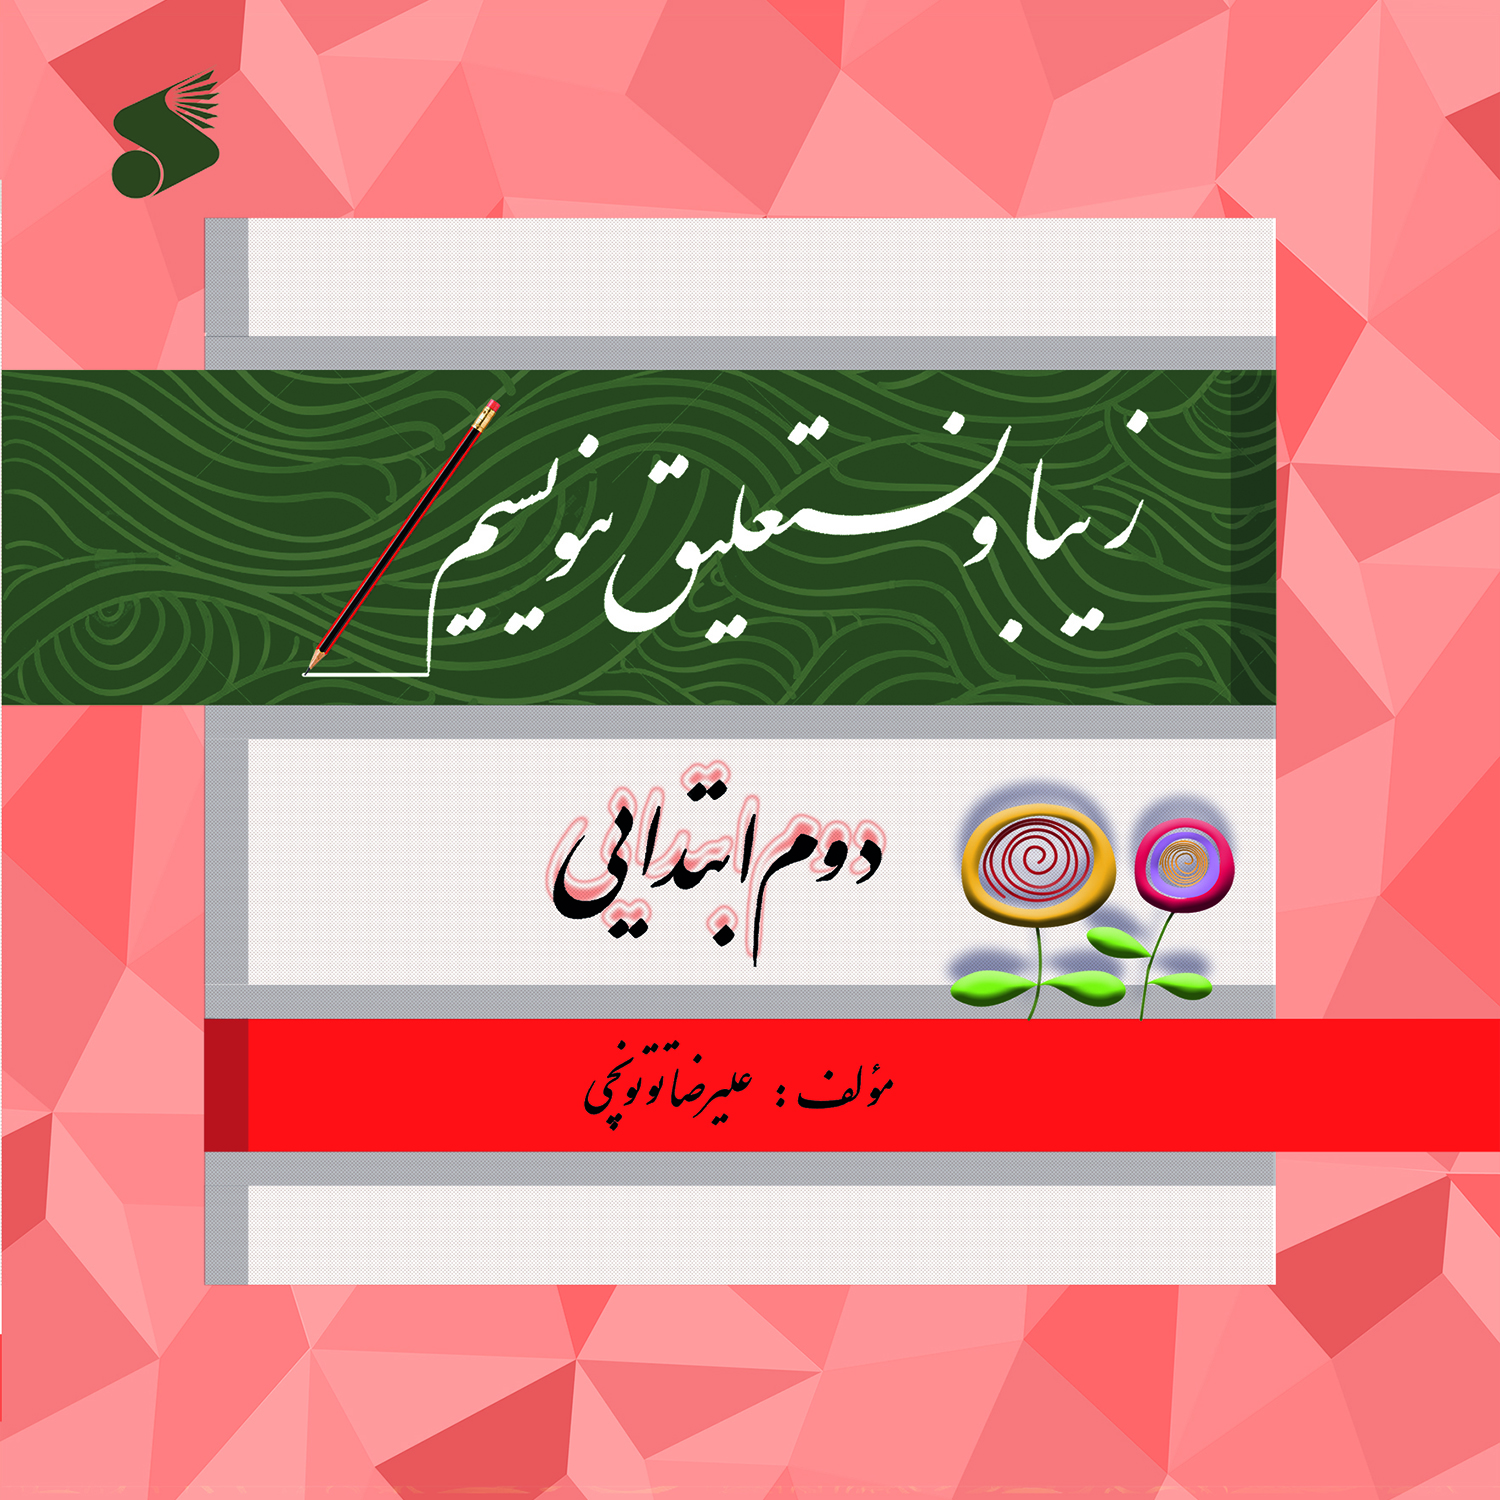 زیبا و نستعلیق بنویسیم
دوم ابتدایی
مؤلف : علیرضا توتونچی